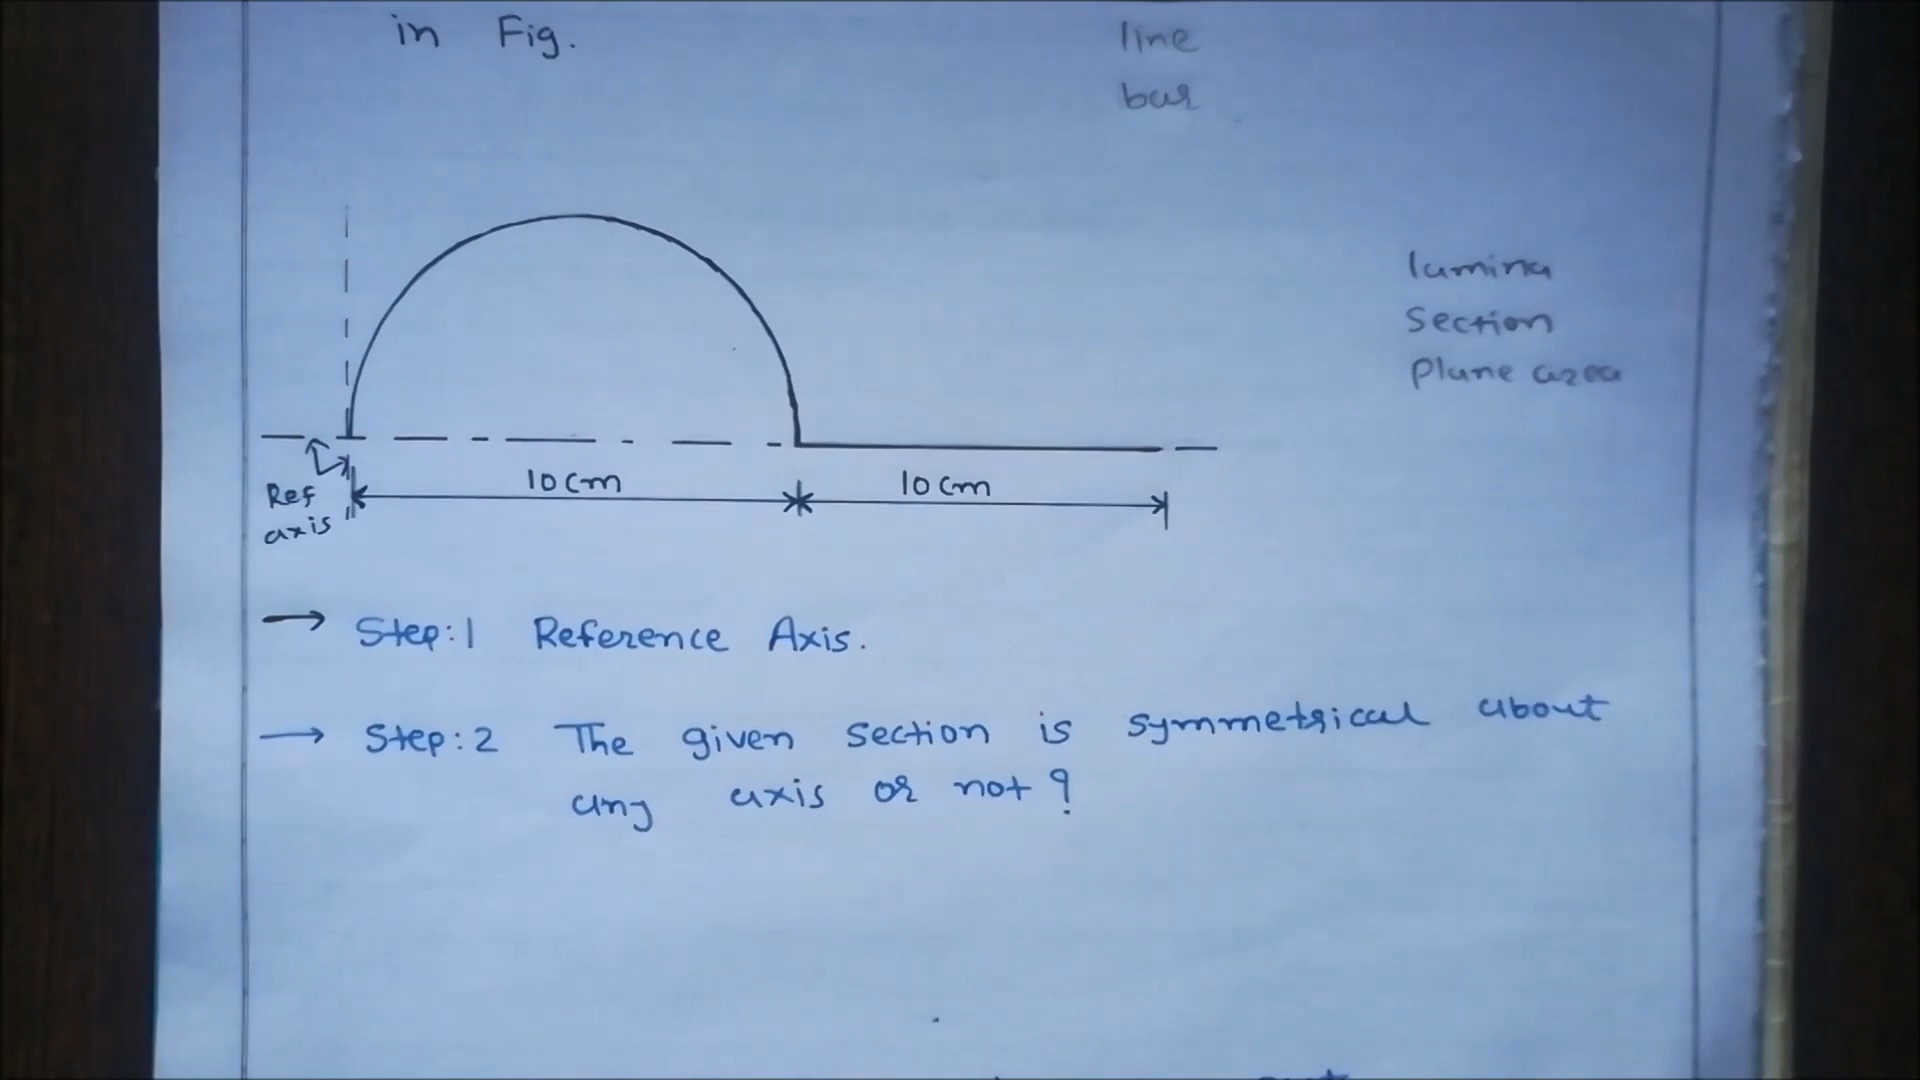 in Fig.
line
bar
lamina
section
plane area
10cm
10cm
Ref
axis
→ Step:1 Reference Axis.
→ Step:2 The given section is symmetrical about
any axis or not?